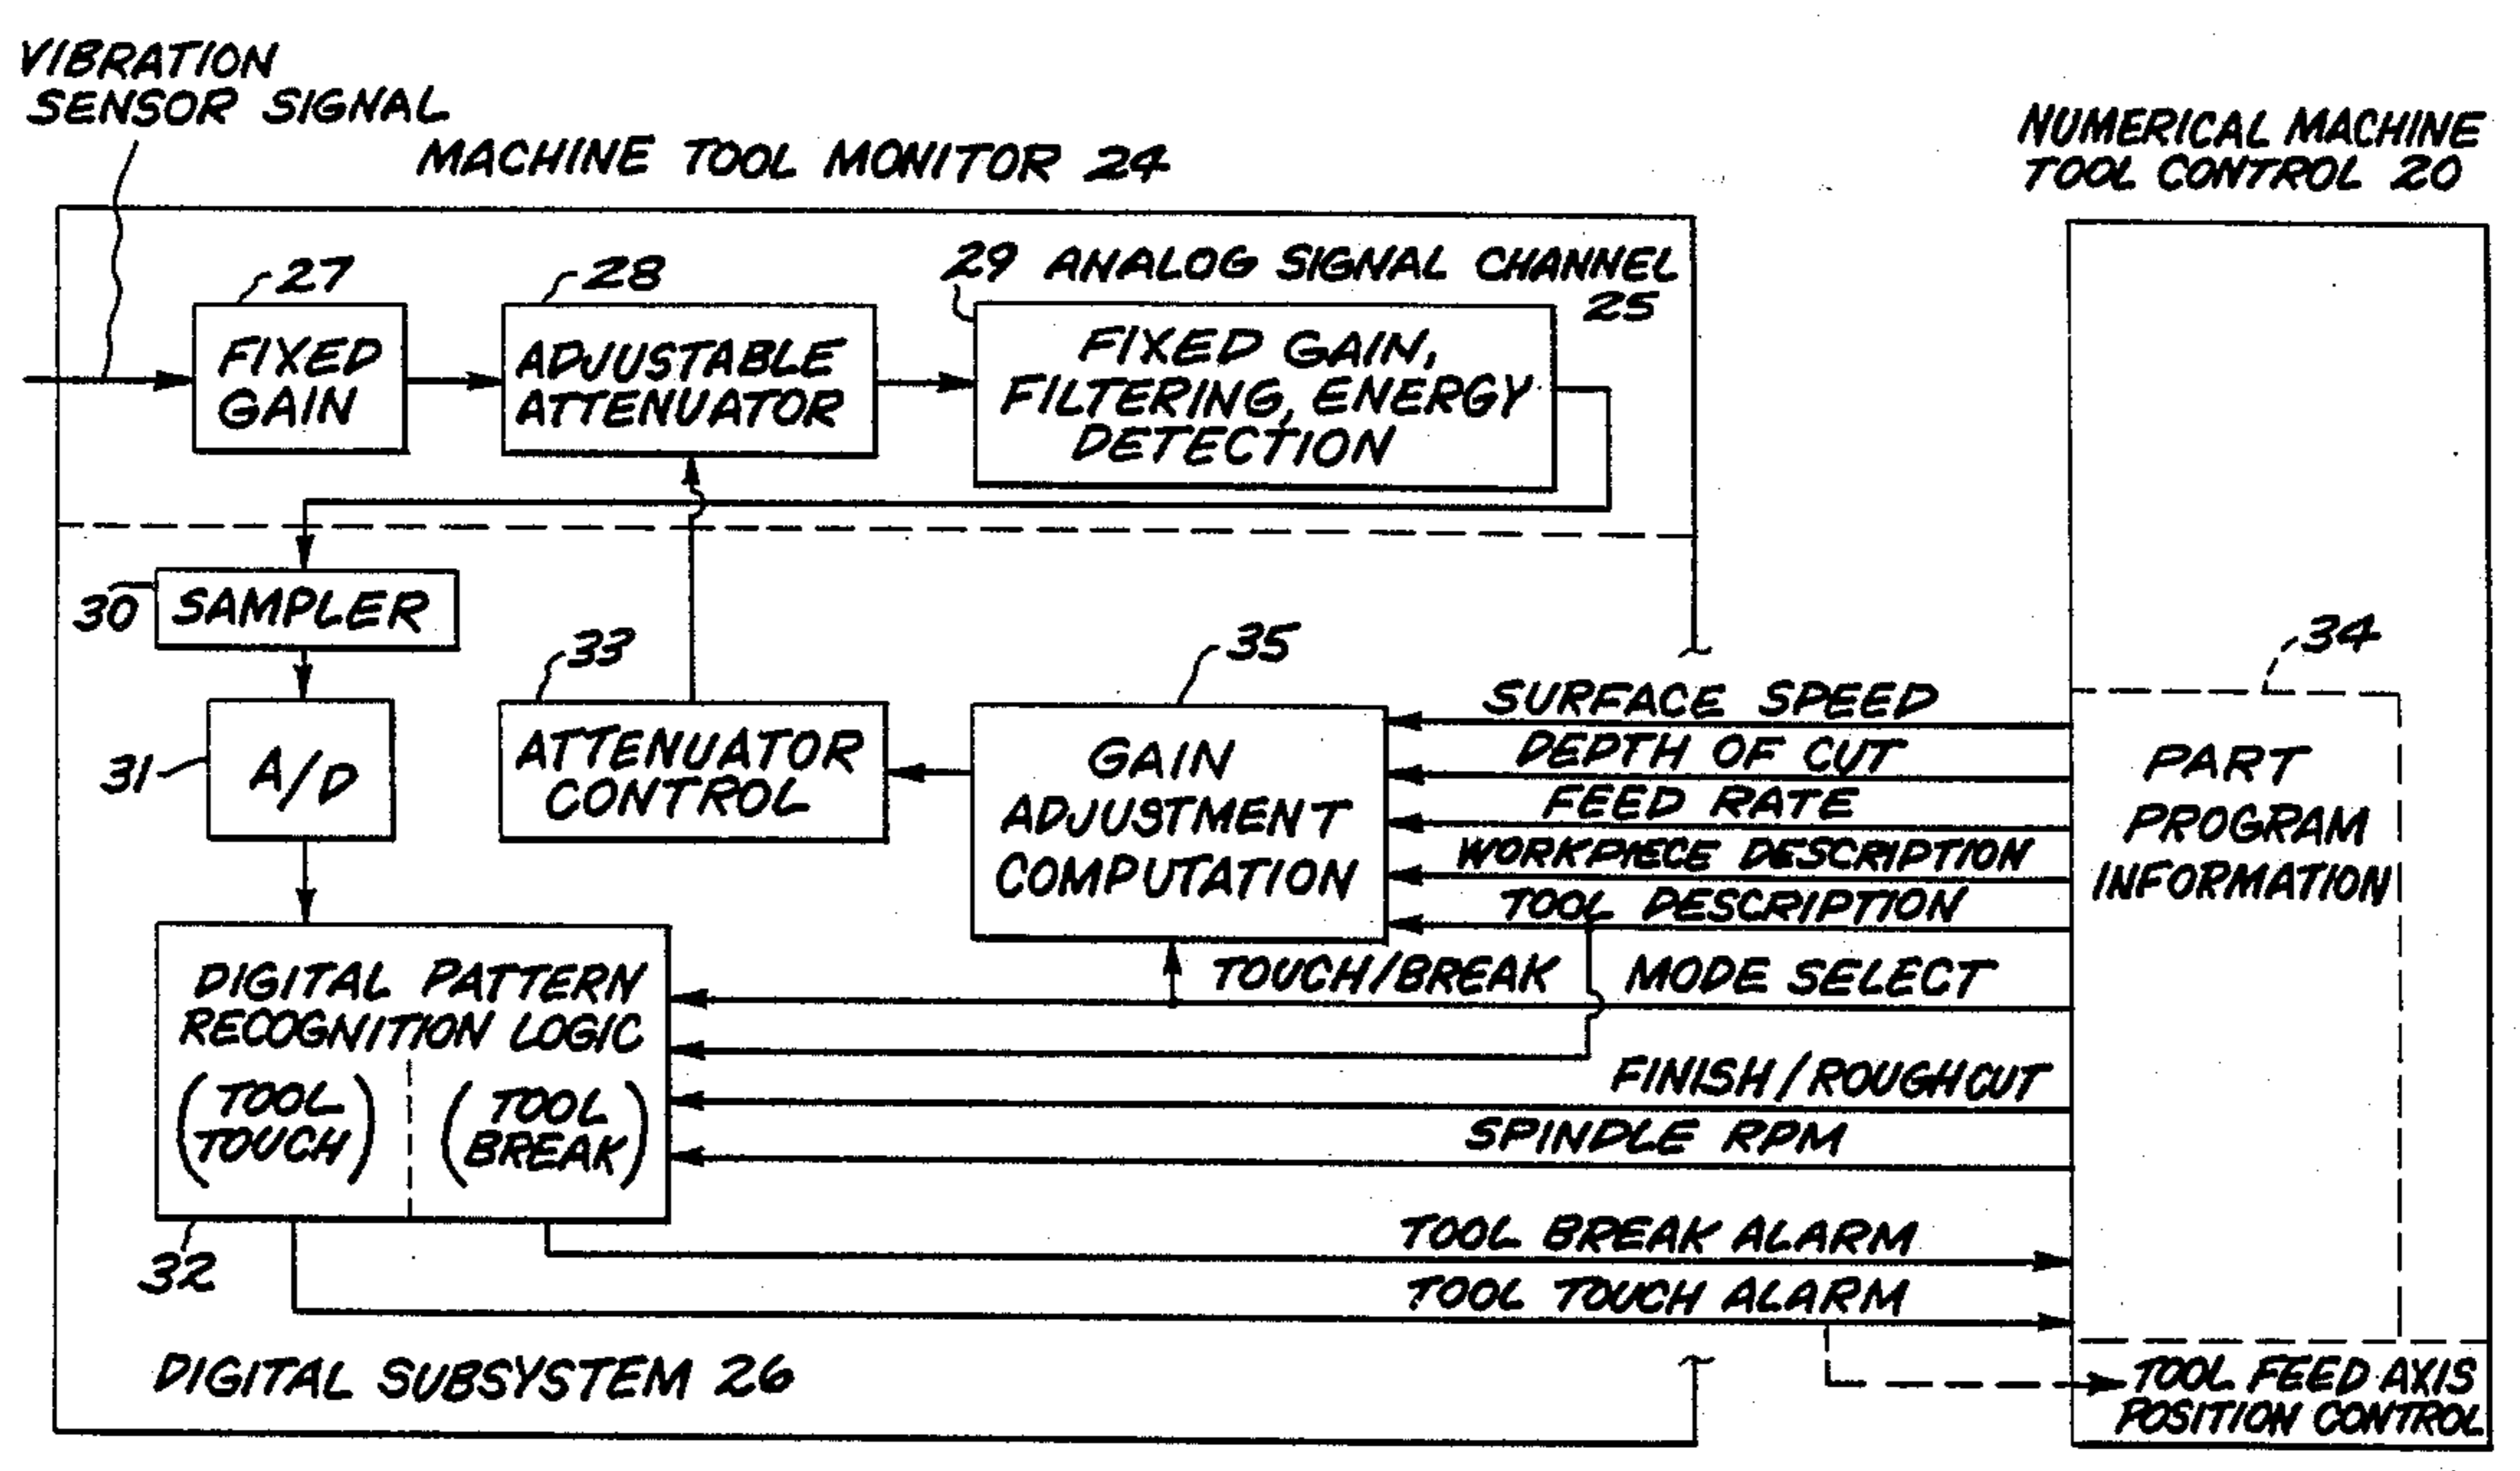 VIBRATION
SENSOR SIGNAL
MACHINE TOOL MONITOR 24
NUMERICAL MACHINE
TOOL CONTROL 20
27
28
29 ANALOG SIGNAL CHANNEL
25
FIXED
GAIN
ADJUSTABLE
ATTENUATOR
FIXED GAIN,
FILTERING, ENERGY
DETECTION
30
SAMPLER
33
35
34
31
A/D
ATTENUATOR
CONTROL
GAIN
ADJUSTMENT
COMPUTATION
SURFACE SPEED
DEPTH OF CUT
FEED RATE
WORKPIECE DESCRIPTION
TOOL DESCRIPTION
PART
PROGRAM
INFORMATION
TOUCH/BREAK MODE SELECT
DIGITAL PATTERN
RECOGNITION LOGIC
(TOOL
TOUCH)
(TOOL
BREAK)
FINISH/ROUGH CUT
SPINDLE RPM
32
TOOL BREAK ALARM
TOOL TOUCH ALARM
DIGITAL SUBSYSTEM 26
TOOL FEED AXIS
POSITION CONTROL